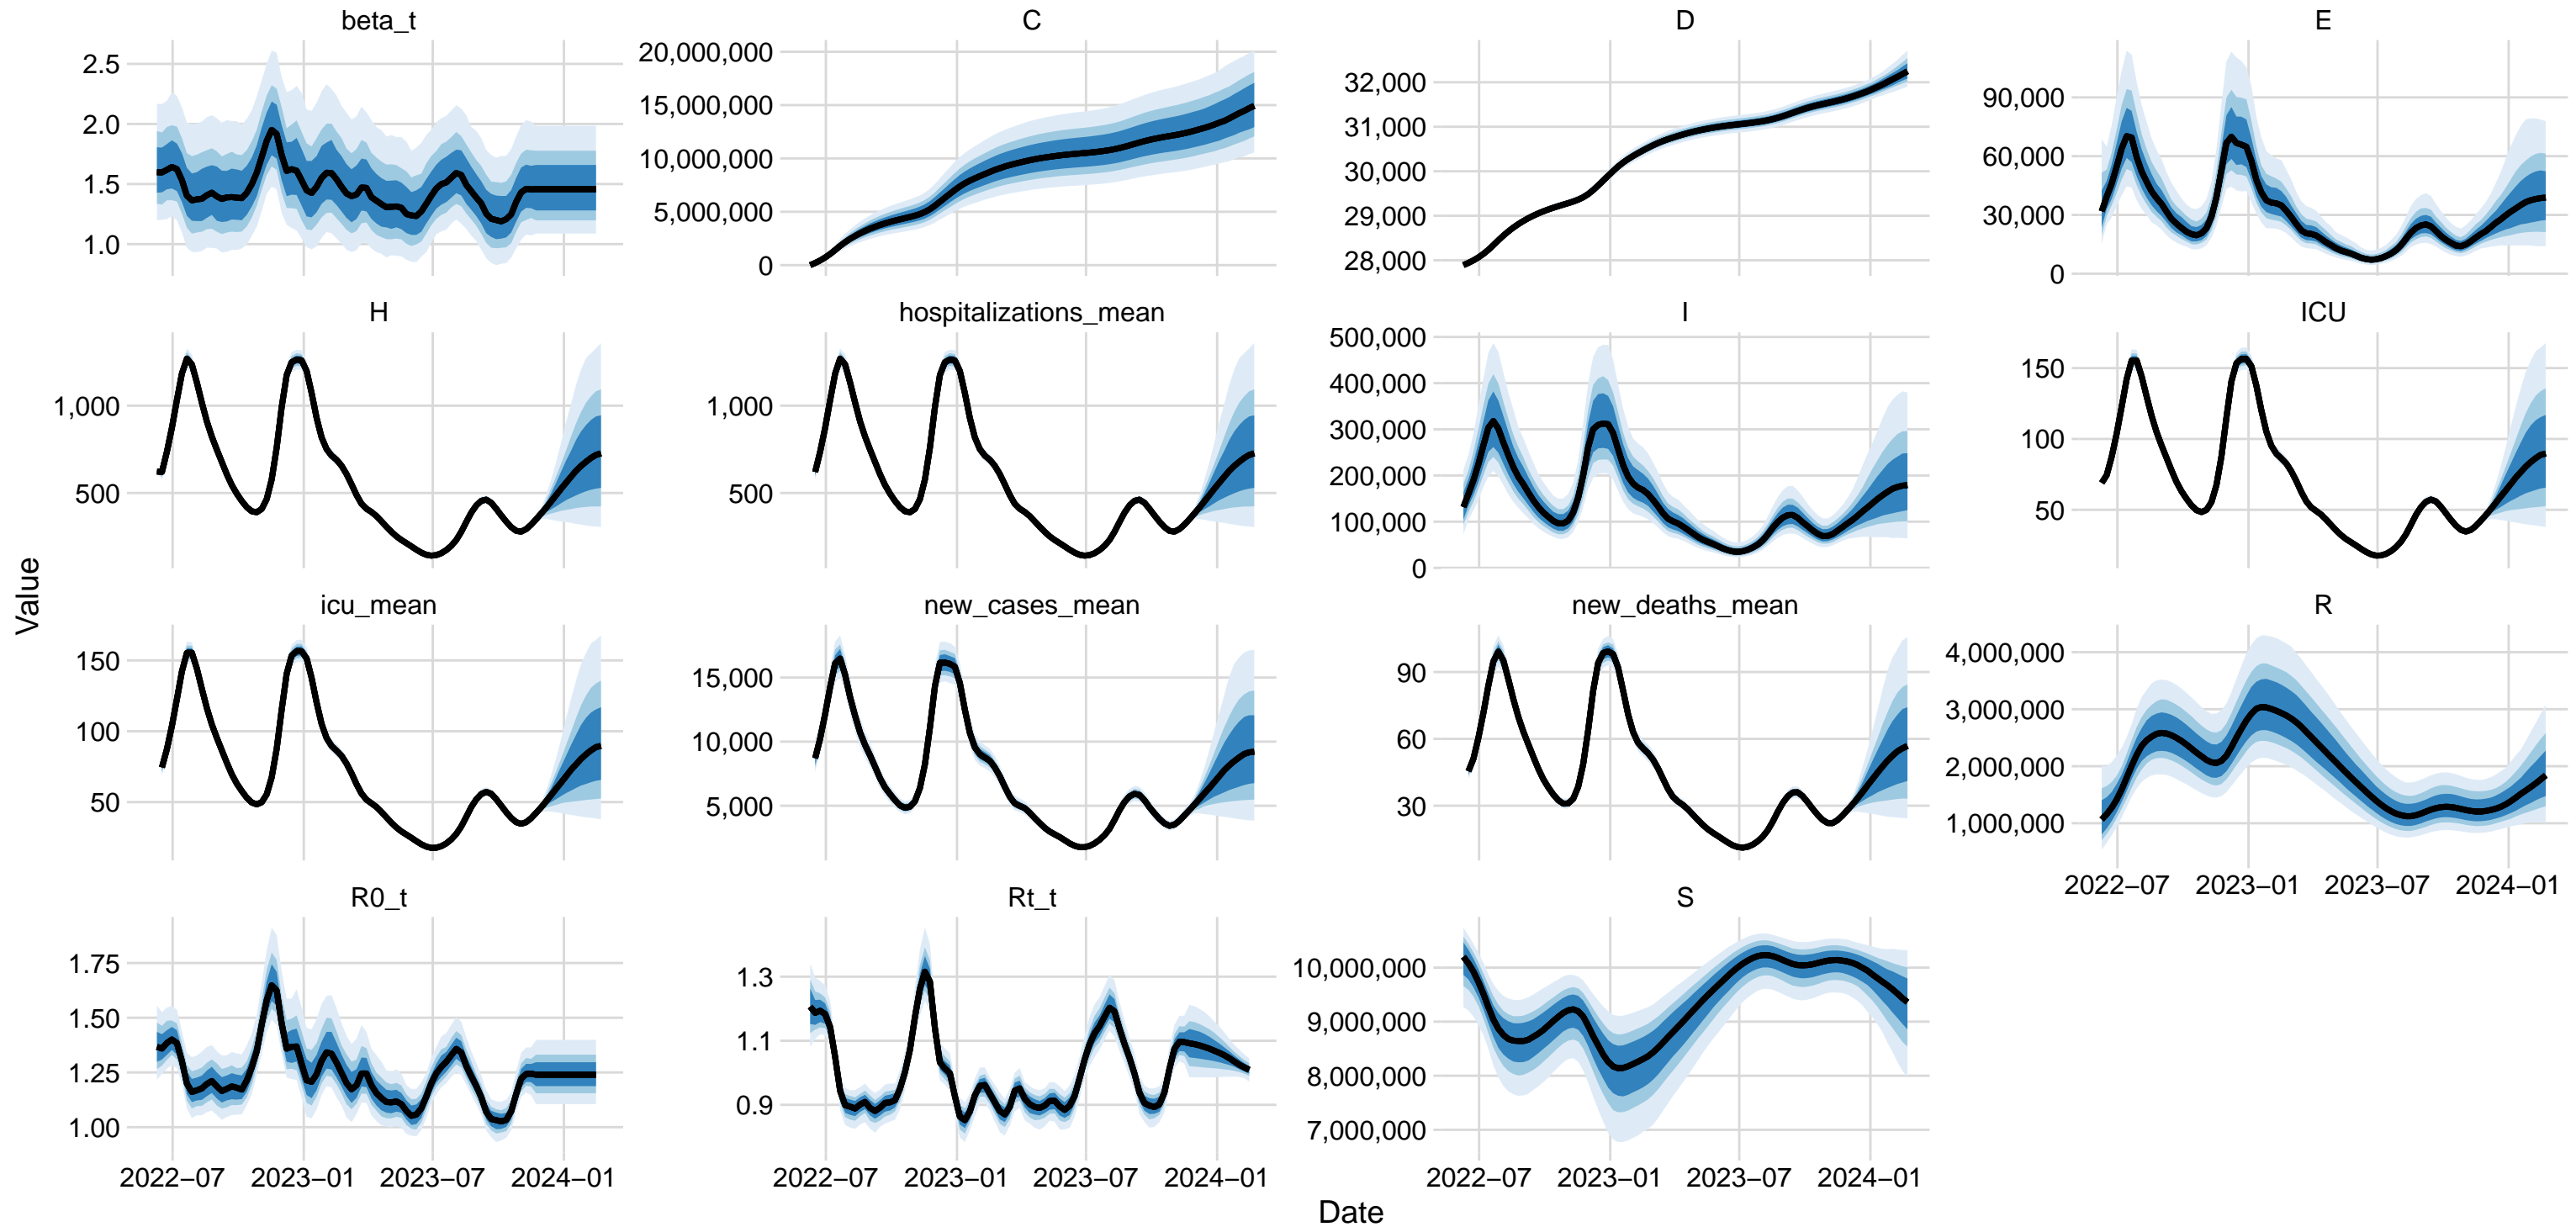 beta_t
C
D
E
2.5
2.0
1.5
1.0
20,000,000
15,000,000
10,000,000
5,000,000
0
32,000
31,000
30,000
29,000
28,000
90,000
60,000
30,000
0
H
hospitalizations_mean
I
ICU
1,000
500
1,000
500
500,000
400,000
300,000
200,000
100,000
0
150
100
50
Value
icu_mean
new_cases_mean
new_deaths_mean
R
150
100
50
15,000
10,000
5,000
90
60
30
4,000,000
3,000,000
2,000,000
1,000,000
2022−07 2023−01 2023−07 2024−01
R0_t
Rt_t
S
1.75
1.50
1.25
1.00
1.3
1.1
0.9
10,000,000
9,000,000
8,000,000
7,000,000
2022−07 2023−01 2023−07 2024−01
2022−07 2023−01 2023−07 2024−01
2022−07 2023−01 2023−07 2024−01
Date